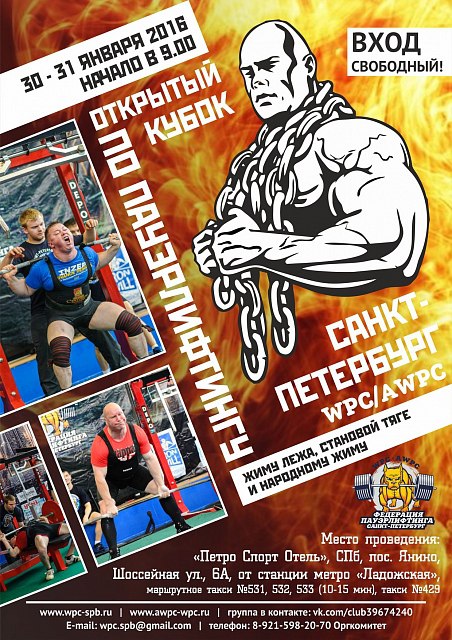 30 - 31 ЯНВАРЯ 2016
НАЧАЛО В 9.00
ВХОД
СВОБОДНЫЙ!
ОТКРЫТЫЙ
КУБОК
ПО ПАУЭРЛИФТИНГУ
САНКТ-
ПЕТЕРБУРГ
WPC/AWPC
ЖИМУ ЛЕЖА, СТАНОВОЙ ТЯГЕ
И НАРОДНОМУ ЖИМУ
DEPO
INZER
WPC-AWPC
ФЕДЕРАЦИЯ
ПАУЭРЛИФТИНГА
САНКТ-ПЕТЕРБУРГ
Место проведения:
«Петро Спорт Отель», СПб, пос. Янино,
Шоссейная ул., 6А, от станции метро «Ладожская»,
маршрутное такси №531, 532, 533 (10-15 мин), такси №429
www.wpc-spb.ru | www.awpc-wpc.ru | группа в контакте: vk.com/club39674240
E-mail: wpc.spb@gmail.com | телефон: 8-921-598-20-70 Оргкомитет